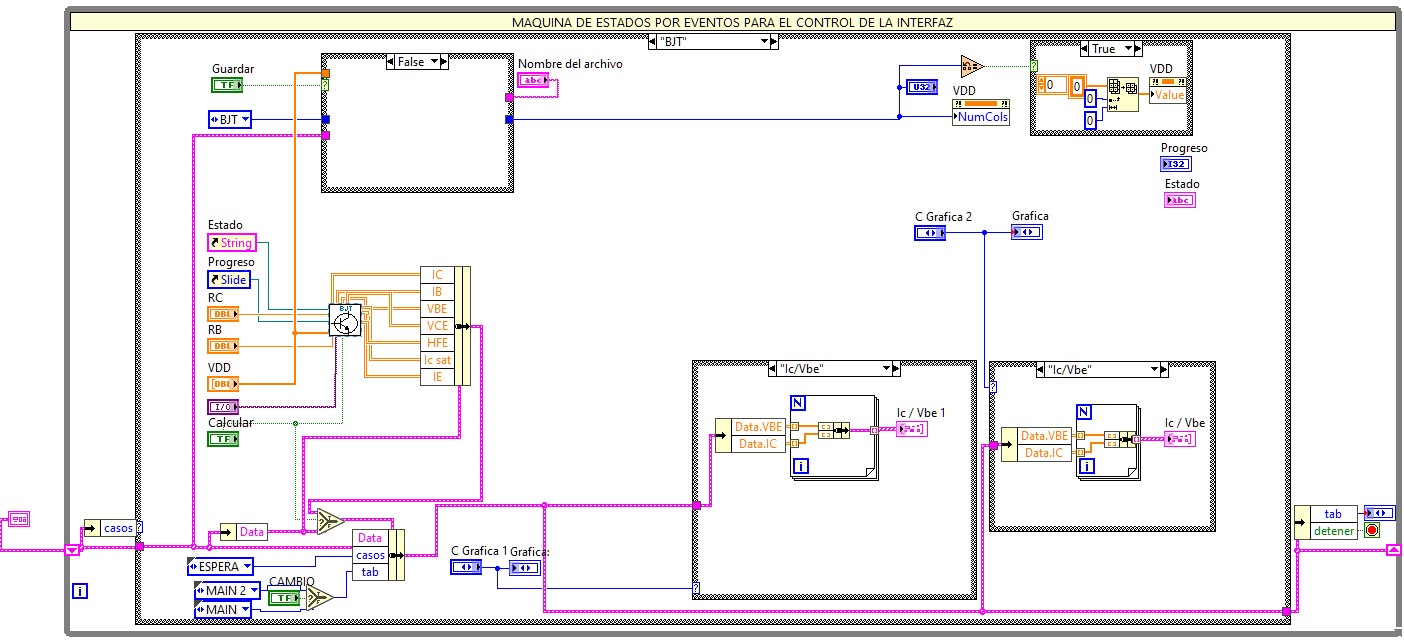 MAQUINA DE ESTADOS POR EVENTOS PARA EL CONTROL DE LA INTERFAZ
"BJT"
Guardar
TF
BJT
False
Nombre del archivo
abc
U32
VDD
NumCols
True
0
0
0
0
VDD
Value
Progreso
I32
Estado
abc
C Grafica 2
Grafica
Estado
String
Progreso
Slide
RC
DBL
RB
DBL
VDD
[DBL]
I/O
Calcular
TF
BJT
IC
IB
VBE
VCE
HFE
Ic sat
IE
"Ic/Vbe"
N
Data.VBE
Data.IC
i
Ic / Vbe 1
"Ic/Vbe"
N
Data.VBE
Data.IC
i
Ic / Vbe
casos
Data
Data
casos
tab
ESPERA
MAIN 2
CAMBIO
TF
MAIN
C Grafica 1
Grafica:
tab
detener
i